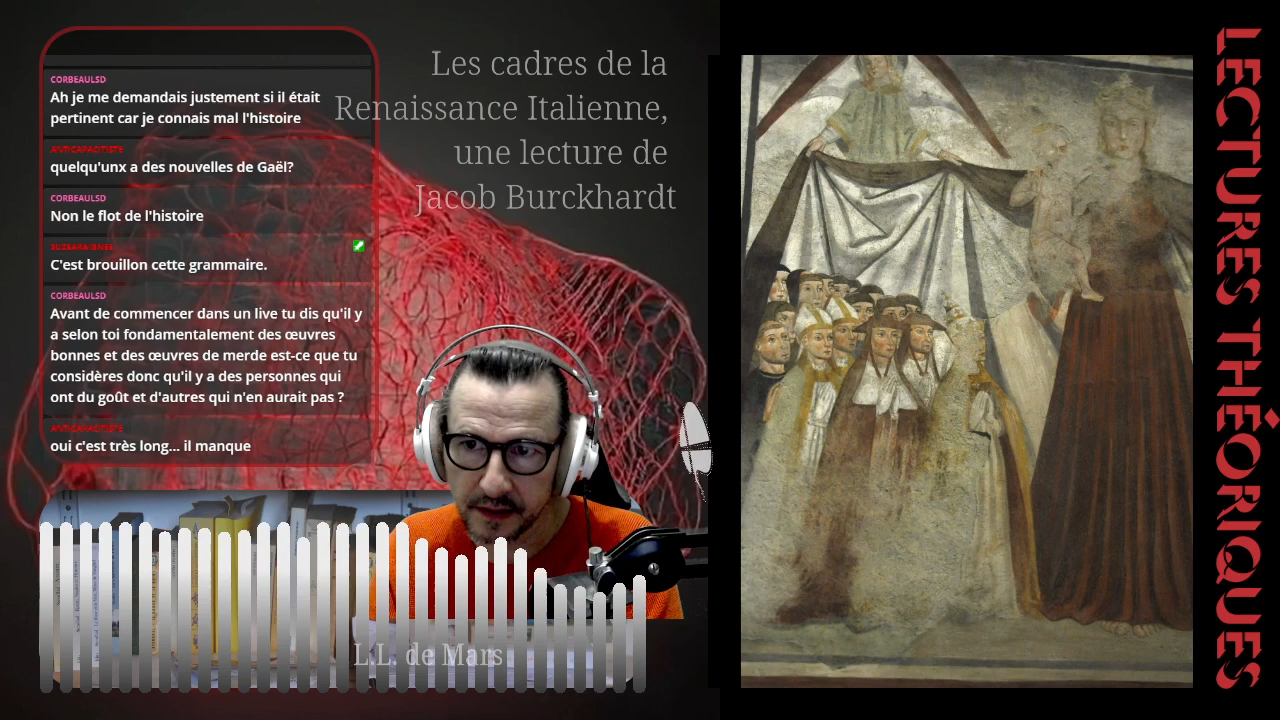 CORBEAULSD
Ah je me demandais justement si il était
pertinent car je connais mal l'histoire
ANTICAPACITISTE
quelqu'unx a des nouvelles de Gaël?
CORBEAULSD
Non le flot de l'histoire
C'est brouillon cette grammaire.
CORBEAULSD
Avant de commencer dans un live tu dis qu'il y
a selon toi fondamentalement des œuvres
bonnes et des œuvres de merde est-ce que tu
considères donc qu'il y a des personnes qui
ont du goût et d'autres qui n'en aurait pas ?
ANTICAPACITISTE
oui c'est très long... il manque
Les cadres de la
Renaissance Italienne,
une lecture de
Jacob Burckhardt
L.L. de Mars
LECTURES THÉORIQUES